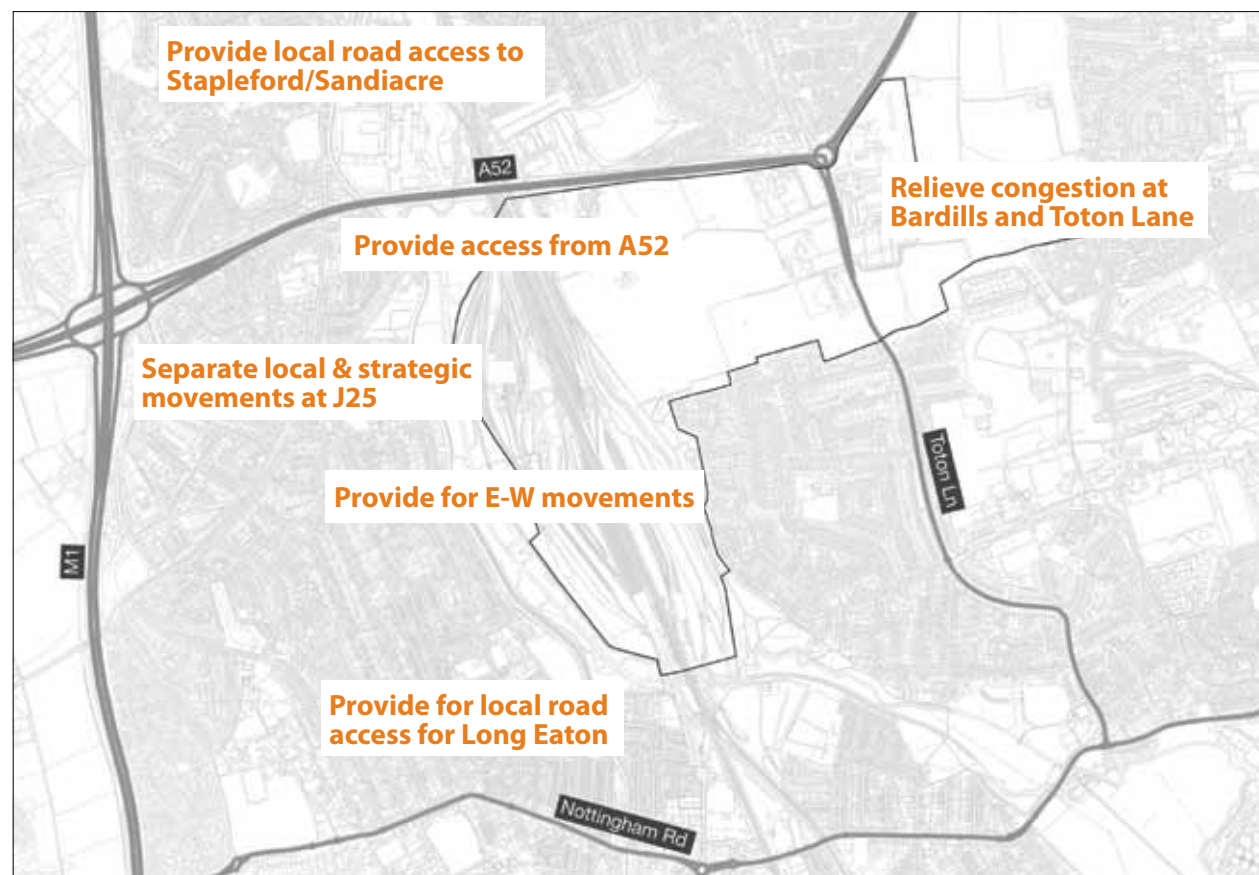 Provide local road access to
Stapleford/Sandiacre
A52
Relieve congestion at
Bardills and Toton Lane
Provide access from A52
Separate local & strategic
movements at J25
Toton Ln
Provide for E-W movements
M1
Provide for local road
access for Long Eaton
Nottingham Rd